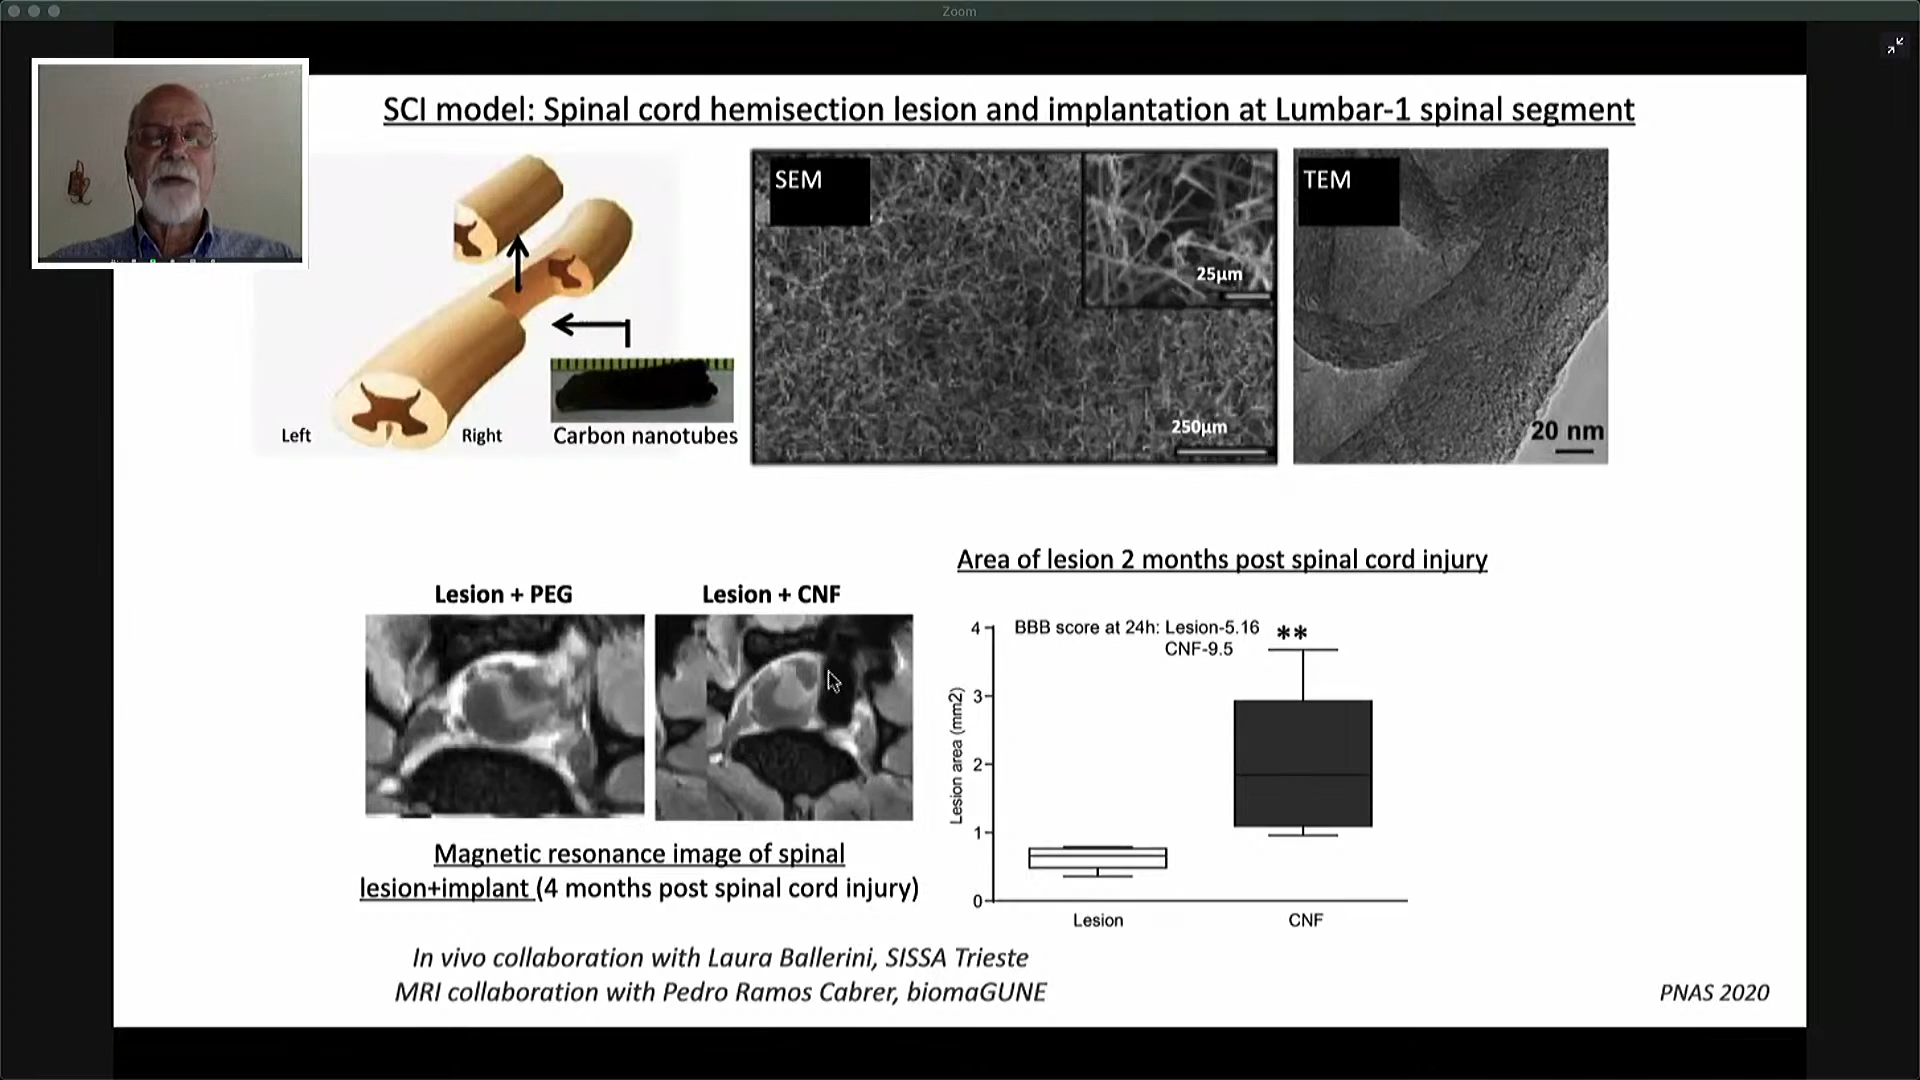 Zoom
SCI model: Spinal cord hemisection lesion and implantation at Lumbar-1 spinal segment
Left
Right
Carbon nanotubes
SEM
25µm
250µm
TEM
20 nm
Lesion + PEG
Lesion + CNF
Magnetic resonance image of spinal
lesion+implant (4 months post spinal cord injury)
Area of lesion 2 months post spinal cord injury
BBB score at 24h: Lesion-5.16
CNF-9.5
**
Lesion area (mm2)
4
3
2
1
0
Lesion
CNF
In vivo collaboration with Laura Ballerini, SISSA Trieste
MRI collaboration with Pedro Ramos Cabrer, biomaGUNE
PNAS 2020